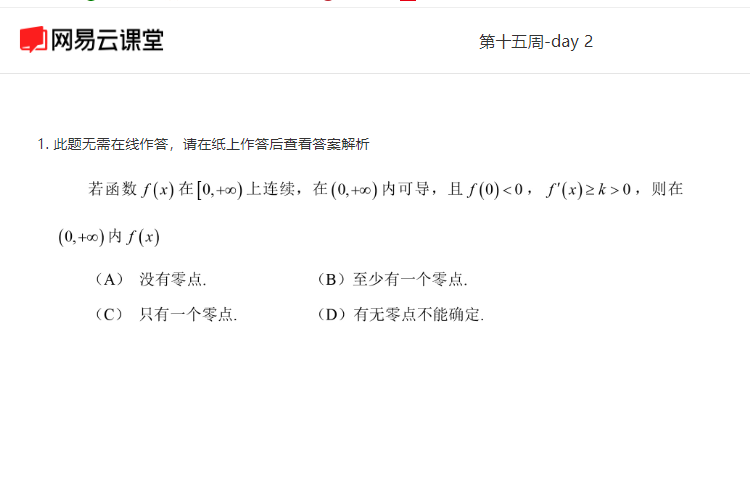 网易云课堂
第十五周-day 2
1. 此题无需在线作答，请在纸上作答后查看答案解析
若函数 f(x) 在 [0,+∞) 上连续，在 (0,+∞) 内可导，且 f(0)<0，f′(x)≥k>0，则在
(0,+∞) 内 f(x)
（A） 没有零点.
（B）至少有一个零点.
（C） 只有一个零点.
（D）有无零点不能确定.